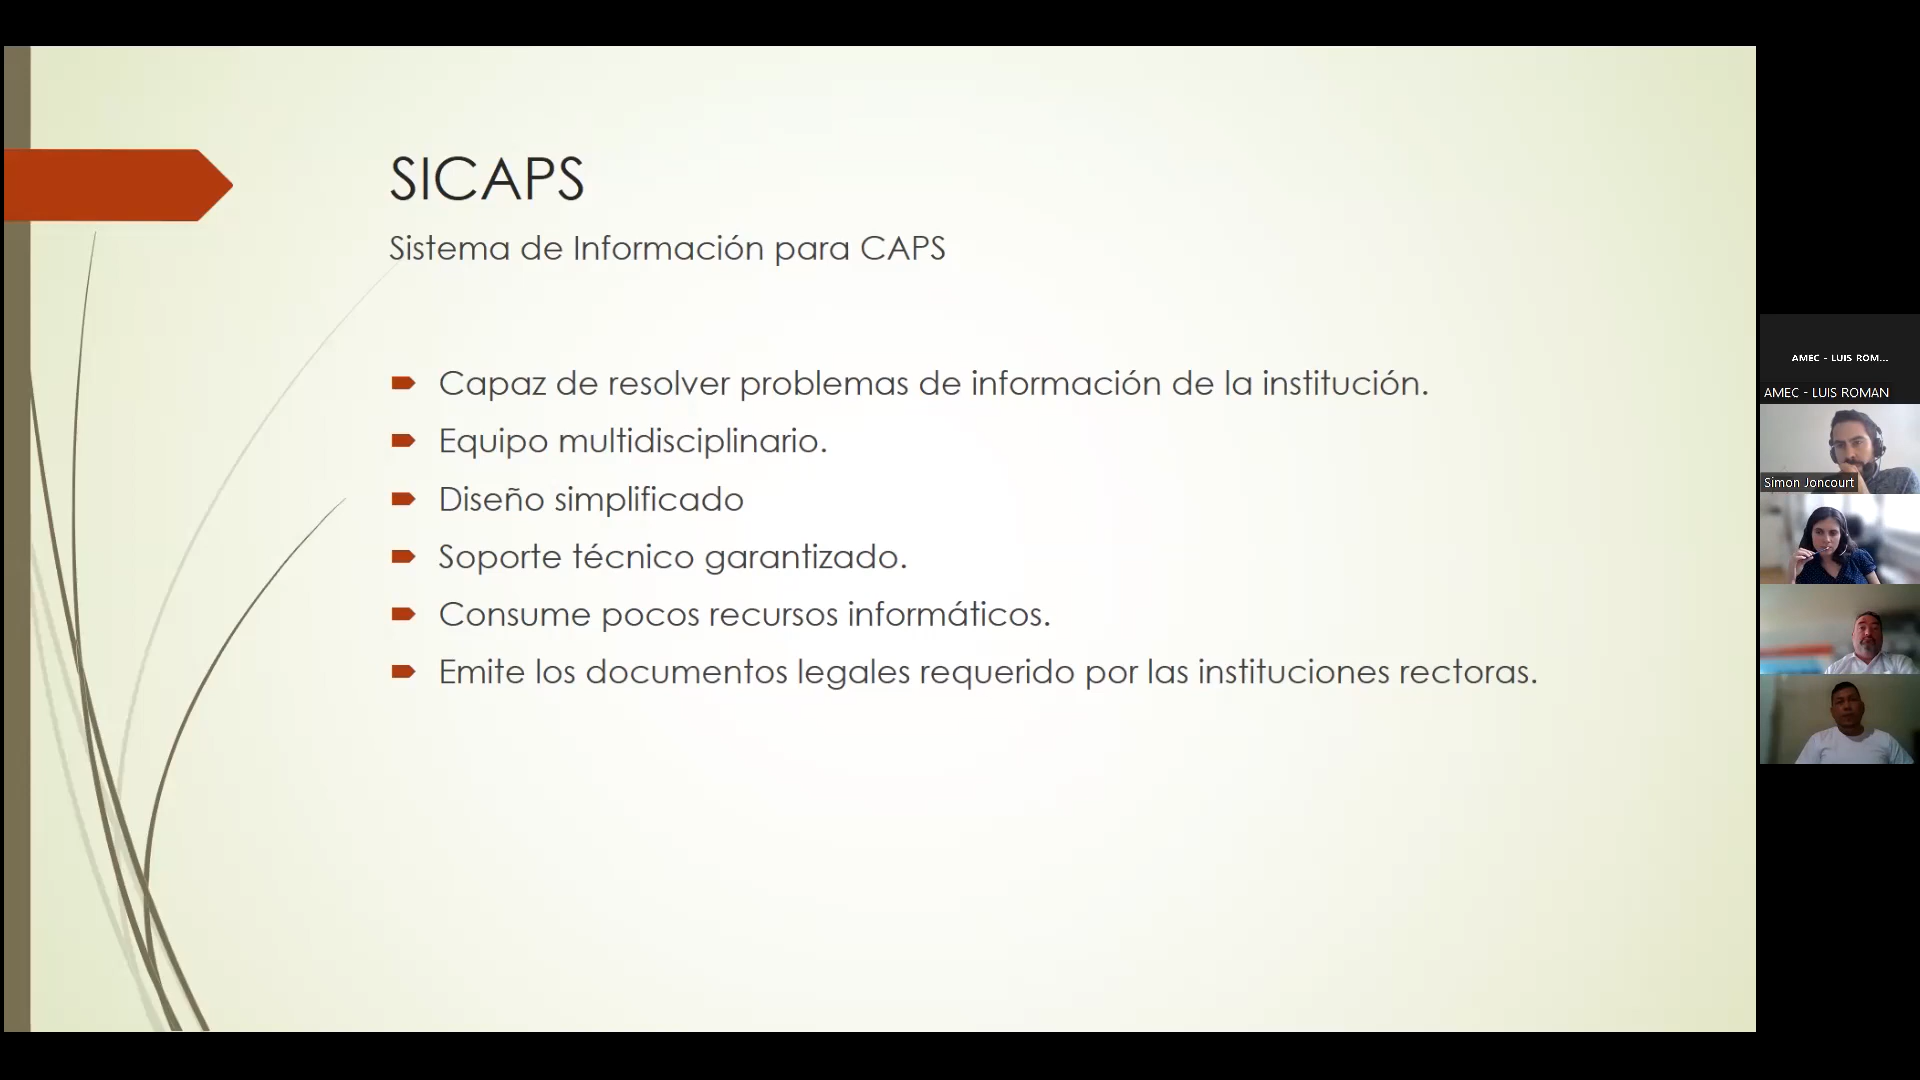 SICAPS
Sistema de Información para CAPS
Capaz de resolver problemas de información de la institución.
Equipo multidisciplinario.
Diseño simplificado
Soporte técnico garantizado.
Consume pocos recursos informáticos.
Emite los documentos legales requerido por las instituciones rectoras.
AMEC - LUIS ROM...
AMEC - LUIS ROMAN
Simon Joncourt